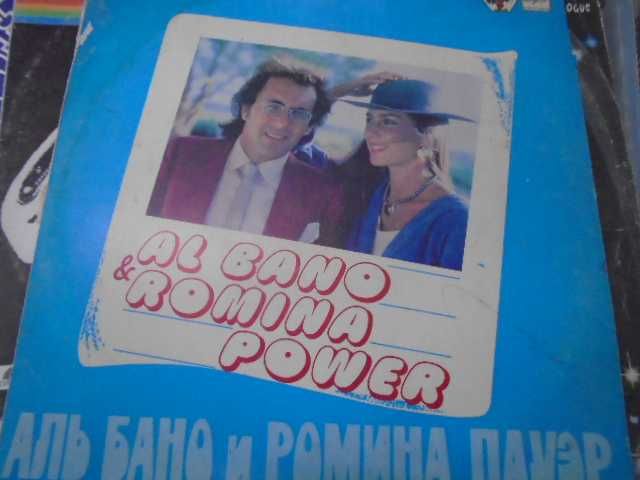 AL BANO
& ROMINA
POWER
АЛЬ БАНО и РОМИНА ПАУЭР